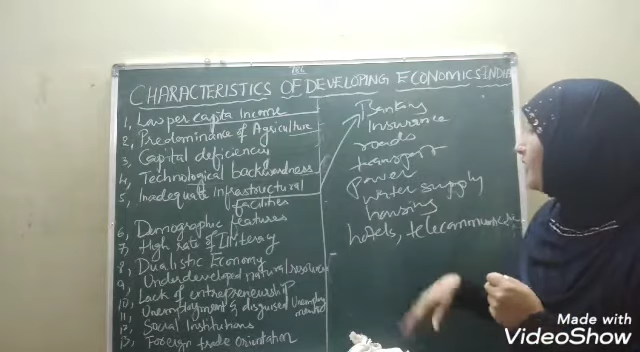 CHARACTERISTICS OF DEVELOPING ECONOMICS INDIA
1, Low per capita Income
2, Predominance of Agriculture
3, Capital deficiency
4, Technological backwardness
5, Inadequate Infrastructural
facilities
6, Demographic features
7, High rate of Illiteracy
8, Dualistic Economy
9, Underdeveloped natural resources
10, Lack of entrepreneurship
11, Unemployment & disguised Unemploy
ment
12, Social Institutions
13, Foreign trade orientation
Banking
Insurance
roads
transport
Power
water supply
housing
hotels, telecommunication
Made with
VideoShow